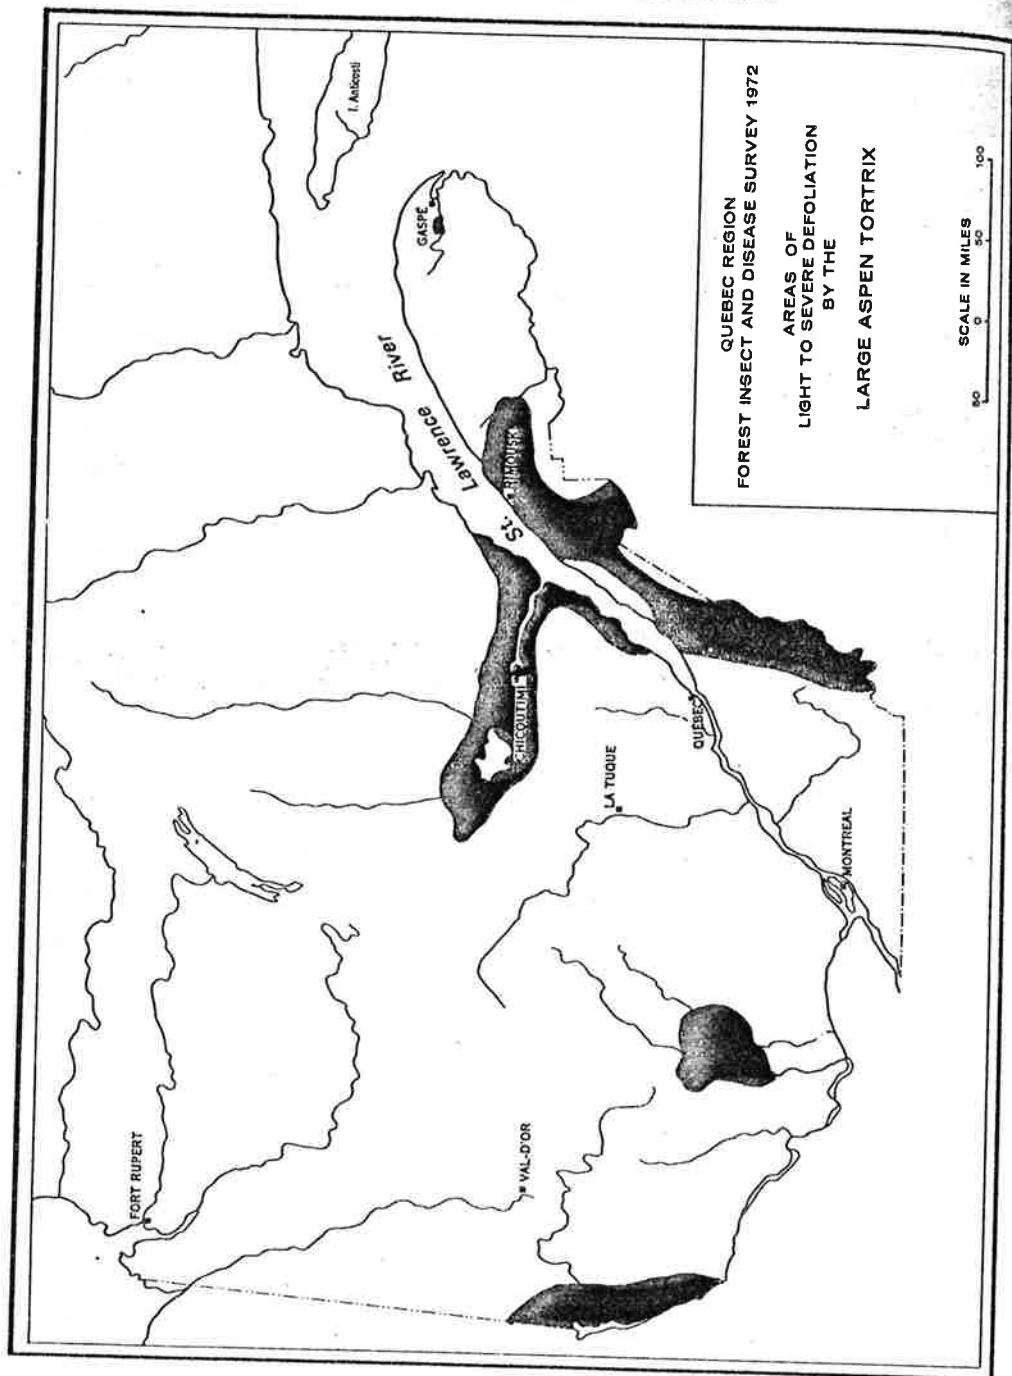 QUEBEC REGION
FOREST INSECT AND DISEASE SURVEY 1972
AREAS OF
LIGHT TO SEVERE DEFOLIATION
BY THE
LARGE ASPEN TORTRIX
SCALE IN MILES
50 0 50 100
I. Anticosti
GASPÉ
St. Lawrence River
RIMOUSKI
CHICOUTIMI
QUÉBEC
LA TUQUE
MONTREAL
VAL-D'OR
FORT RUPERT